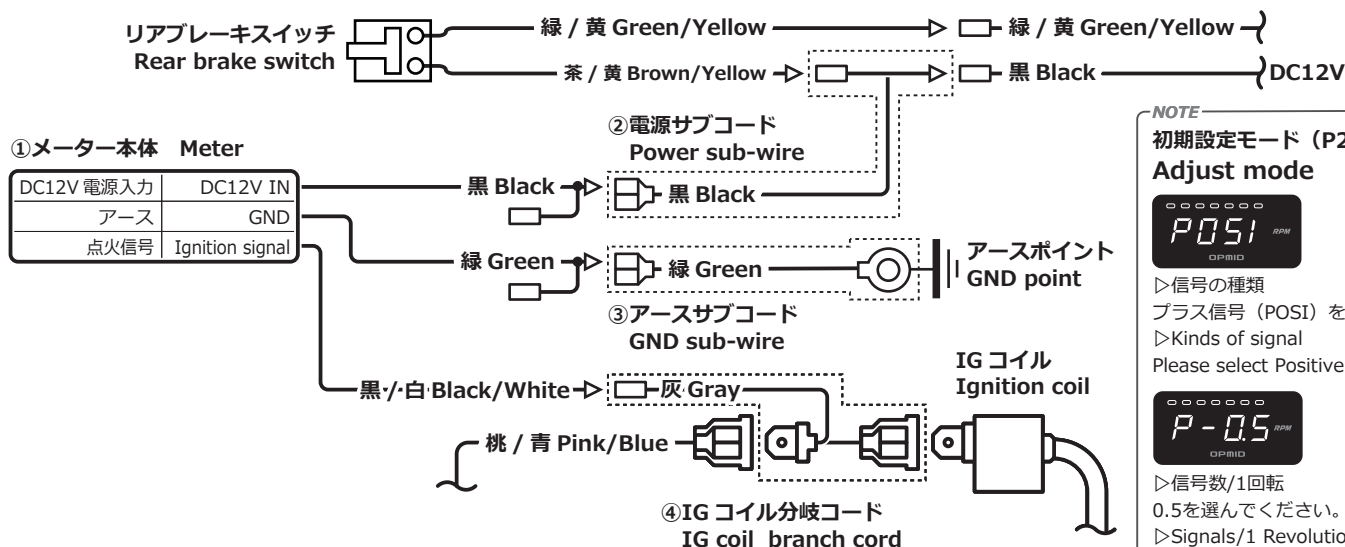 リアブレーキスイッチ
Rear brake switch
緑 / 黄 Green/Yellow
緑 / 黄 Green/Yellow
茶 / 黄 Brown/Yellow
黒 Black
DC12V
②電源サブコード
Power sub-wire
①メーター本体 Meter
DC12V 電源入力 DC12V IN
アース GND
点火信号 Ignition signal
黒 Black
黒 Black
緑 Green
緑 Green
アースポイント
GND point
③アースサブコード
GND sub-wire
黒 / 白 Black/White
灰 Gray
IG コイル
Ignition coil
桃 / 青 Pink/Blue
④IG コイル分岐コード
IG coil branch cord
NOTE
初期設定モード（P2
Adjust mode
POSI RPM
OPMID
▷信号の種類
プラス信号（POSI）を
▷Kinds of signal
Please select Positive
P-0.5 RPM
OPMID
▷信号数/1回転
0.5を選んでください。
▷Signals/1 Revolution